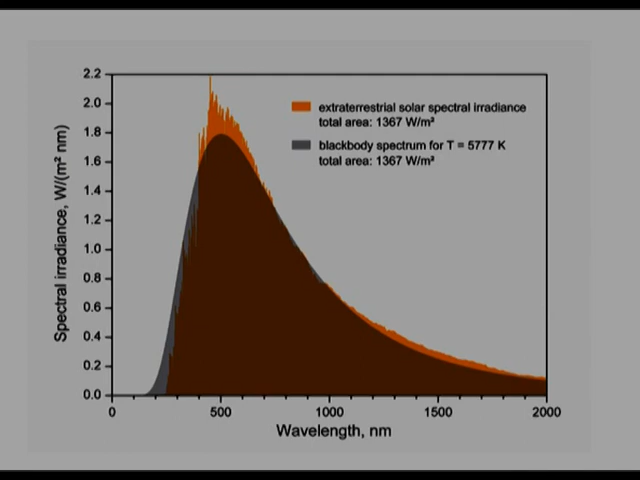 2.2
2.0
1.8
1.6
1.4
1.2
1.0
0.8
0.6
0.4
0.2
0.0
Spectral irradiance, W/(m² nm)
extraterrestrial solar spectral irradiance
total area: 1367 W/m²
blackbody spectrum for T = 5777 K
total area: 1367 W/m²
0 500 1000 1500 2000
Wavelength, nm